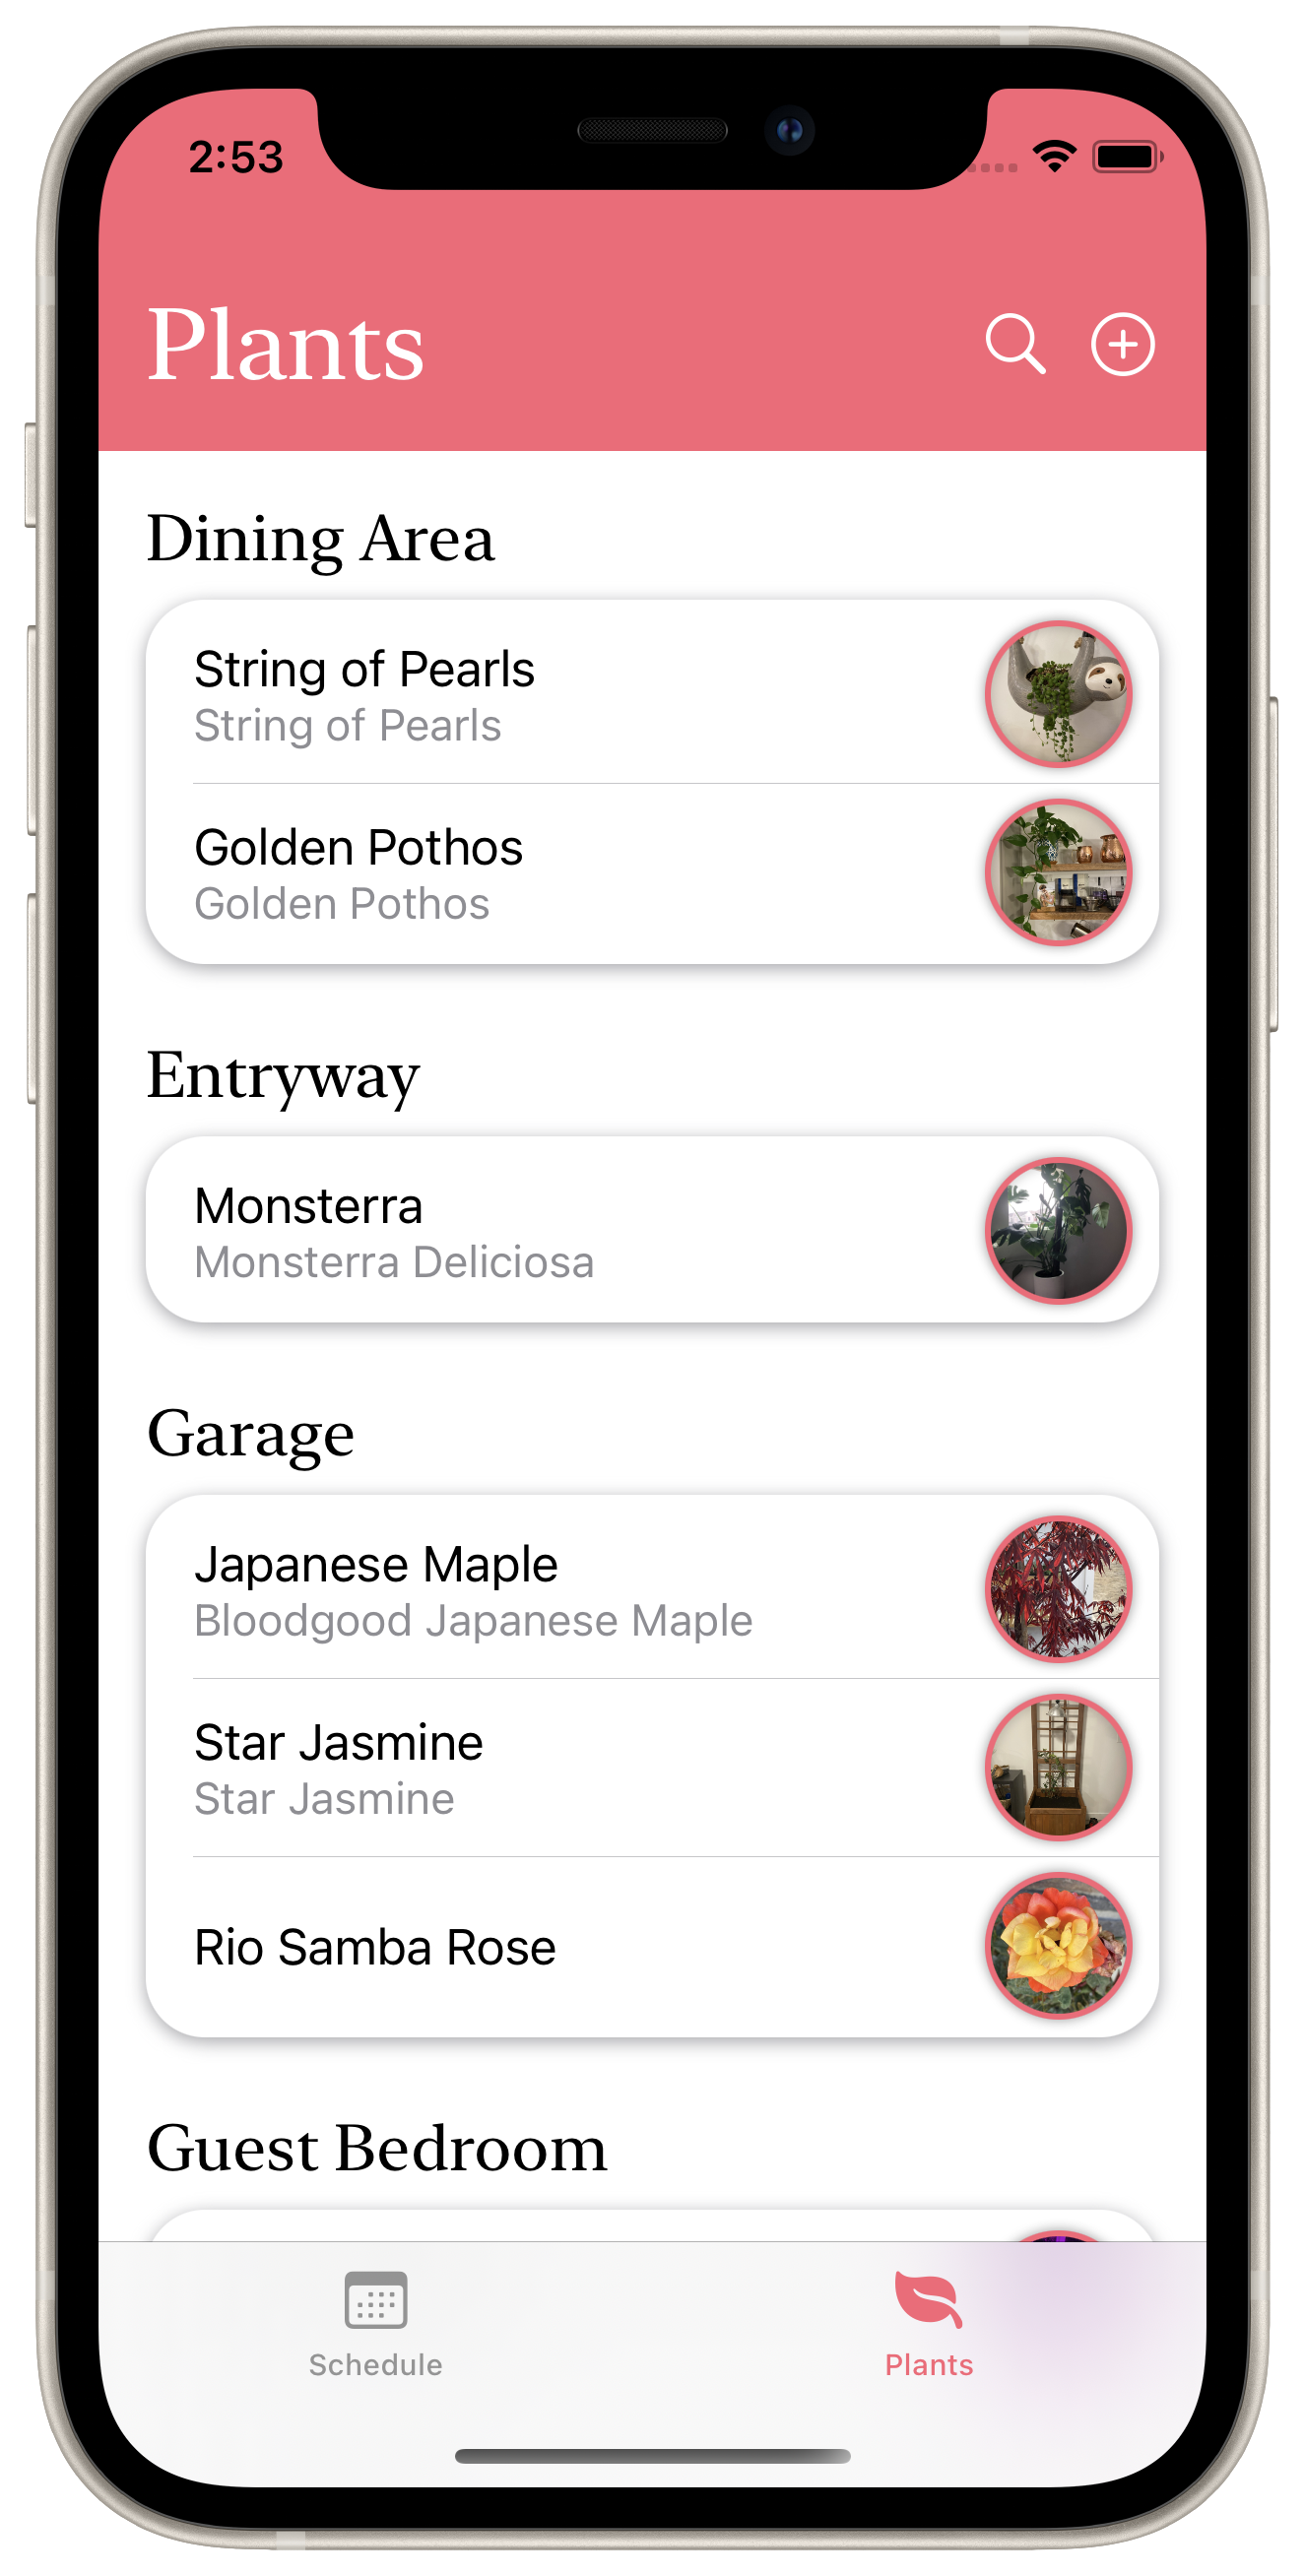 2:53
Plants
Dining Area
String of Pearls
String of Pearls
Golden Pothos
Golden Pothos
Entryway
Monsterra
Monsterra Deliciosa
Garage
Japanese Maple
Bloodgood Japanese Maple
Star Jasmine
Star Jasmine
Rio Samba Rose
Guest Bedroom
Schedule
Plants